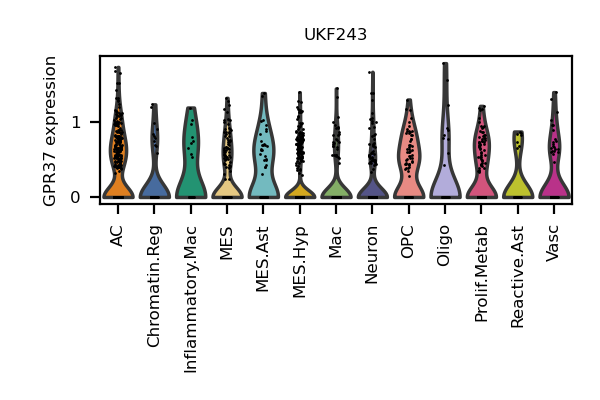 UKF243
GPR37 expression
1
0
AC
Chromatin.Reg
Inflammatory.Mac
MES
MES.Ast
MES.Hyp
Mac
Neuron
OPC
Oligo
Prolif.Metab
Reactive.Ast
Vasc